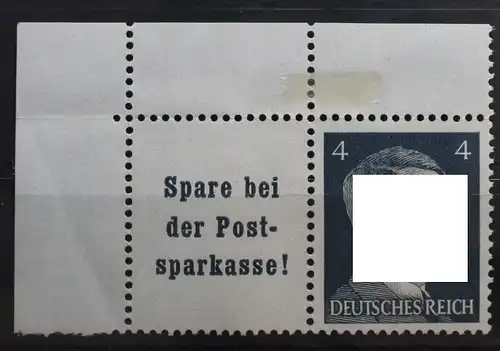 Spare bei
der Post-
sparkasse!
4 4
DEUTSCHES REICH